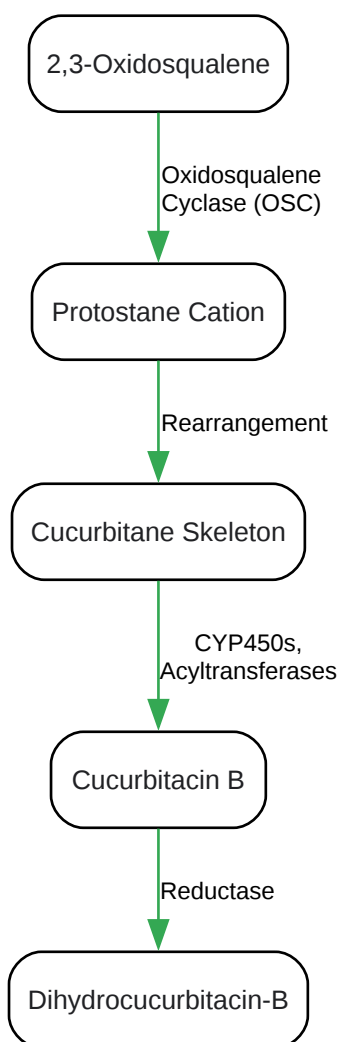 2,3-Oxidosqualene
Oxidosqualene
Cyclase (OSC)
Protostane Cation
Rearrangement
Cucurbitane Skeleton
CYP450s,
Acyltransferases
Cucurbitacin B
Reductase
Dihydrocucurbitacin-B